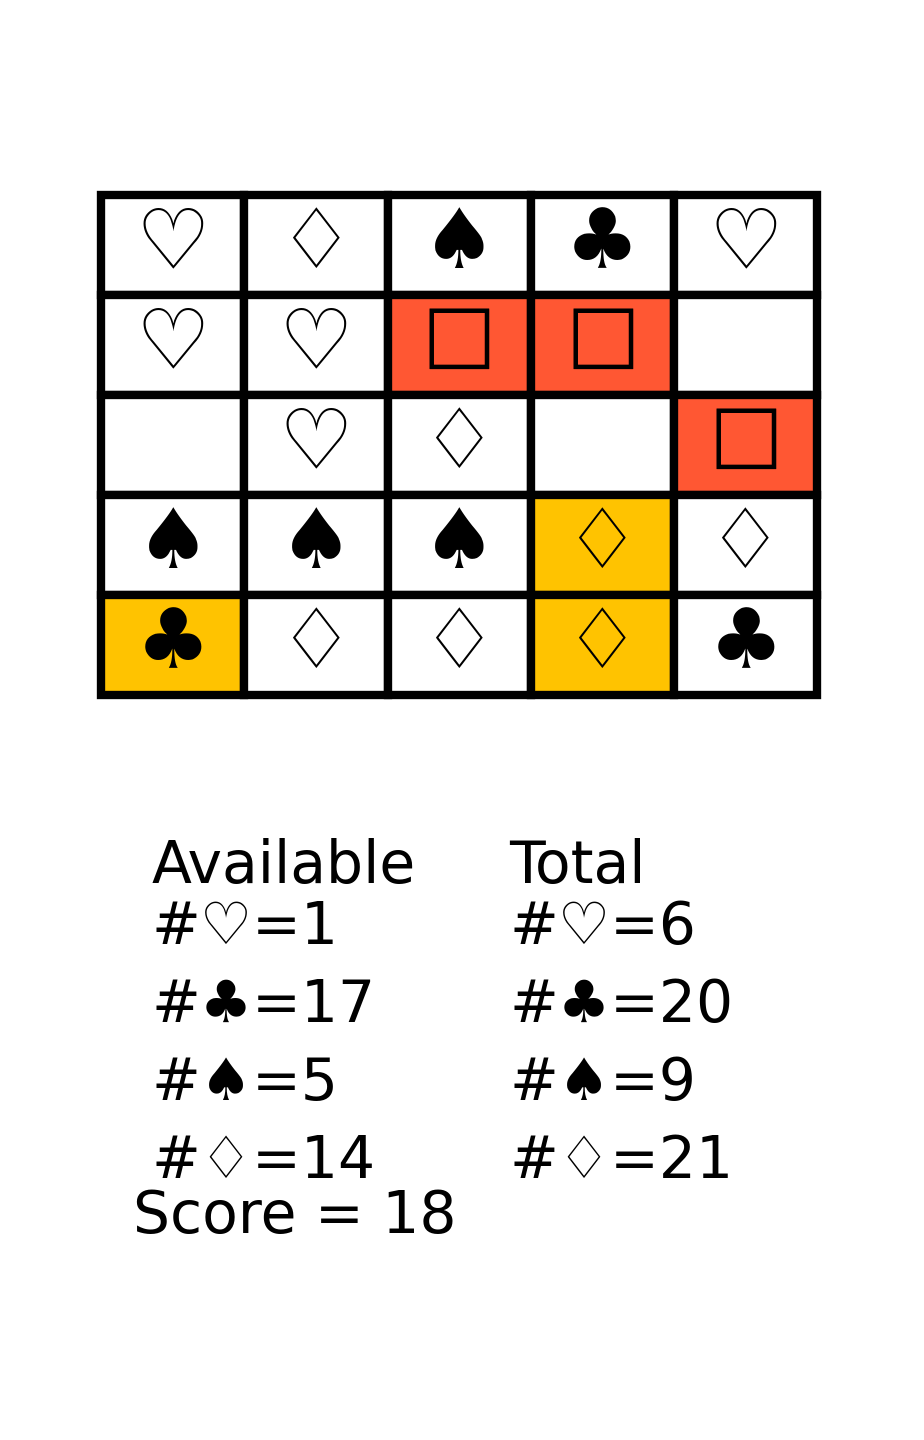 ♡ ♢ ♠ ♣ ♡
♡ ♡ □ □
♡ ♢ □
♠ ♠ ♠ ♢ ♢
♣ ♢ ♢ ♢ ♣
Available Total
#♡=1 #♡=6
#♣=17 #♣=20
#♠=5 #♠=9
#♢=14 #♢=21
Score = 18